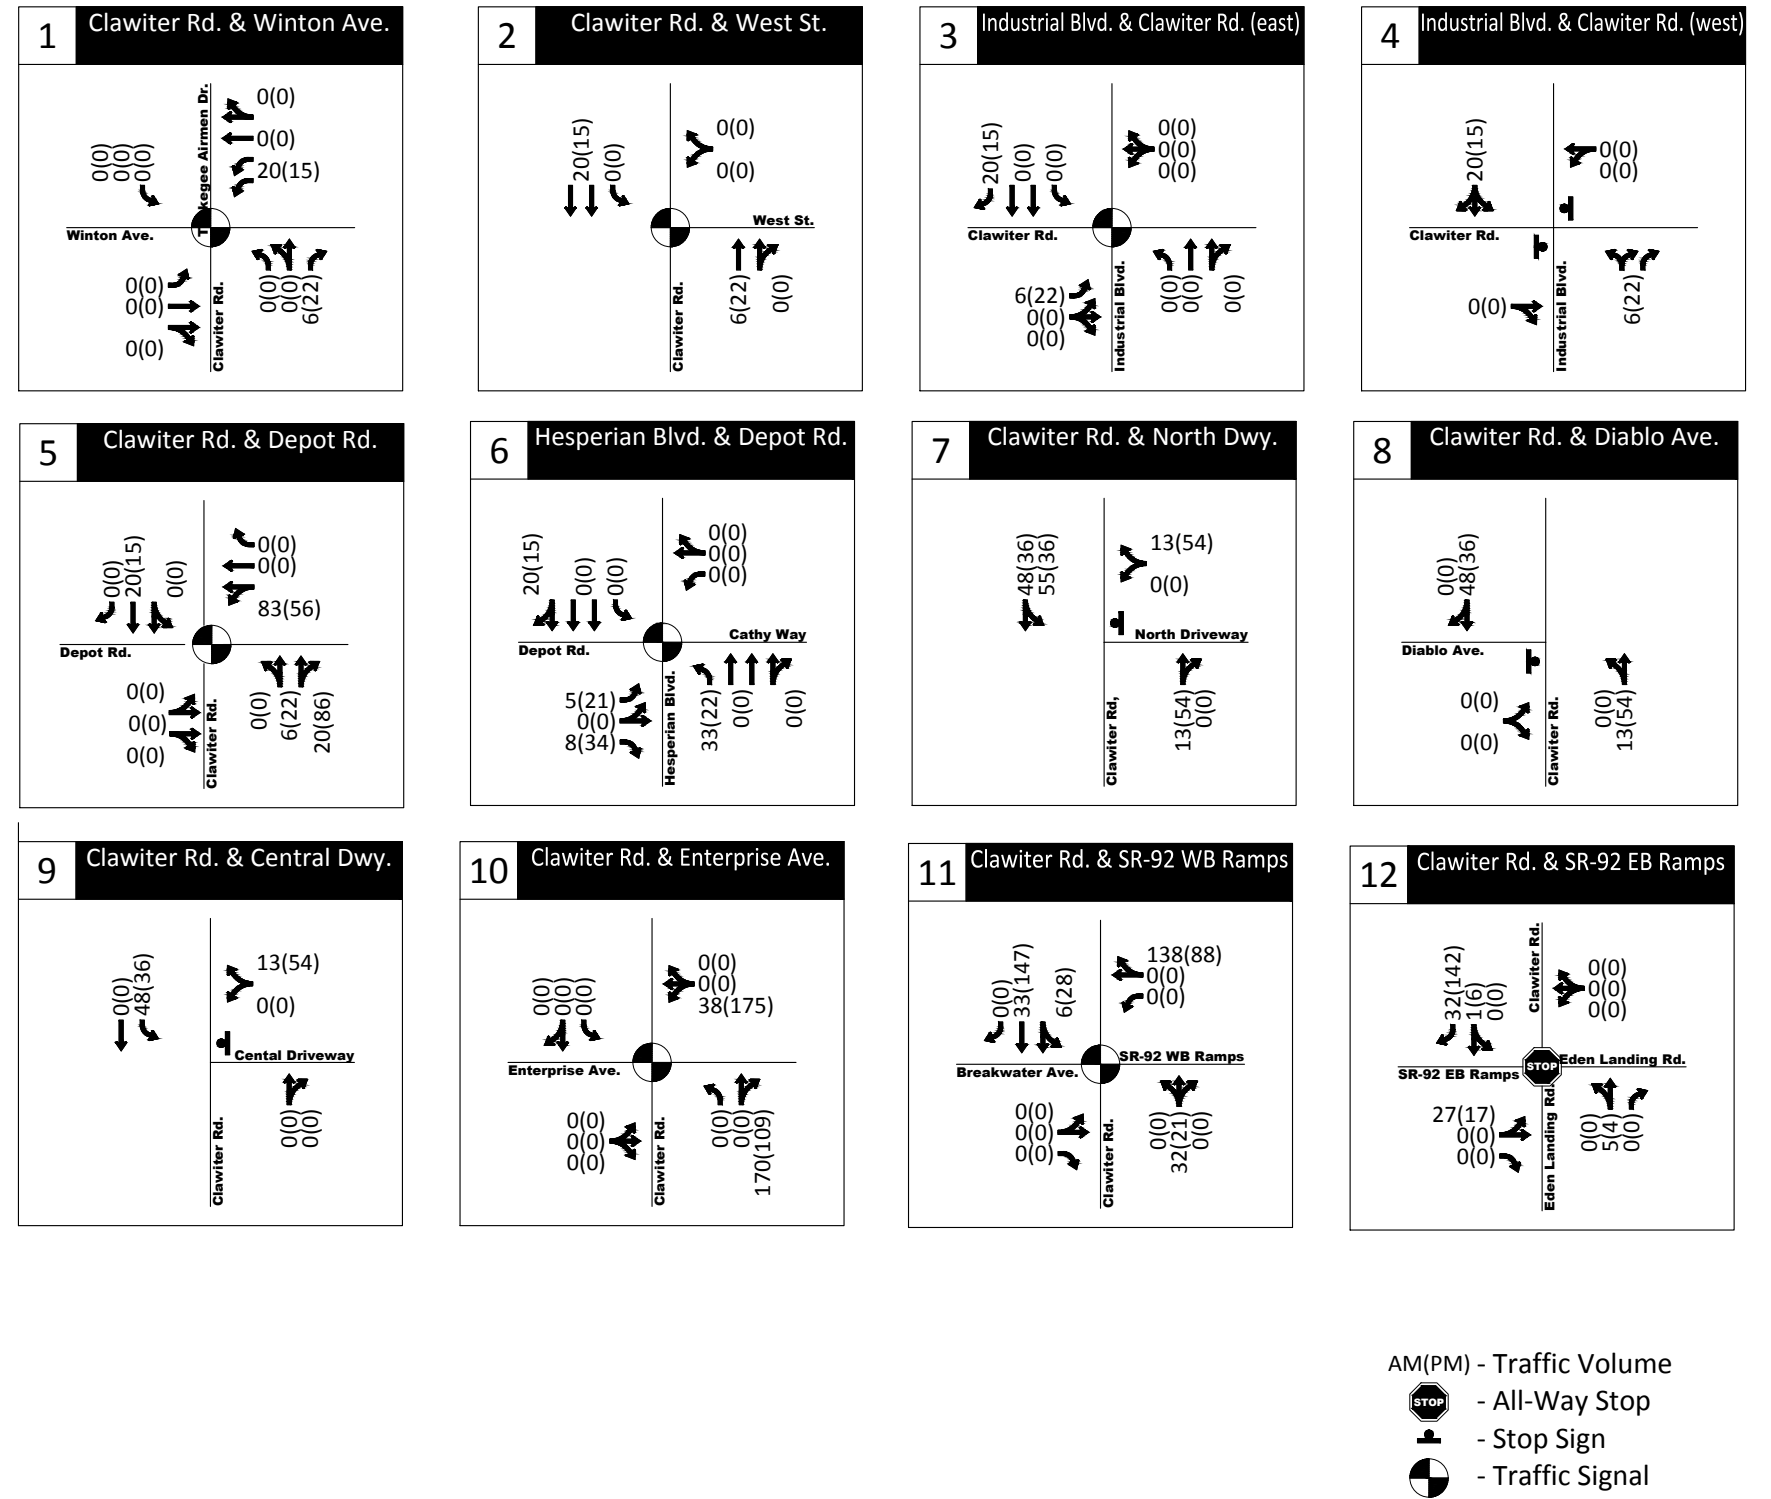 1
Clawiter Rd. & Winton Ave.
Tuskegee Airmen Dr.
0(0)
0(0)
20(15)
0(0)
0(0)
0(0)
Winton Ave.
0(0)
0(0)
0(0)
Clawiter Rd.
0(0)
0(0)
6(22)
2
Clawiter Rd. & West St.
20(15)
0(0)
0(0)
0(0)
West St.
Clawiter Rd.
6(22)
0(0)
3
Industrial Blvd. & Clawiter Rd. (east)
20(15)
0(0)
0(0)
0(0)
0(0)
0(0)
Clawiter Rd.
6(22)
0(0)
0(0)
Industrial Blvd.
0(0)
0(0)
0(0)
4
Industrial Blvd. & Clawiter Rd. (west)
20(15)
0(0)
0(0)
Clawiter Rd.
0(0)
Industrial Blvd.
6(22)
5
Clawiter Rd. & Depot Rd.
0(0)
20(15)
0(0)
0(0)
0(0)
83(56)
Depot Rd.
0(0)
0(0)
0(0)
Clawiter Rd.
0(0)
6(22)
20(86)
6
Hesperian Blvd. & Depot Rd.
20(15)
0(0)
0(0)
0(0)
0(0)
0(0)
Cathy Way
Depot Rd.
5(21)
0(0)
8(34)
Hesperian Blvd.
33(22)
0(0)
0(0)
7
Clawiter Rd. & North Dwy.
48(36)
55(36)
13(54)
0(0)
North Driveway
Clawiter Rd,
13(54)
0(0)
8
Clawiter Rd. & Diablo Ave.
0(0)
48(36)
Diablo Ave.
0(0)
0(0)
Clawiter Rd.
0(0)
13(54)
9
Clawiter Rd. & Central Dwy.
0(0)
48(36)
13(54)
0(0)
Cental Driveway
Clawiter Rd.
0(0)
0(0)
10
Clawiter Rd. & Enterprise Ave.
0(0)
0(0)
0(0)
0(0)
0(0)
38(175)
Enterprise Ave.
0(0)
0(0)
0(0)
Clawiter Rd.
0(0)
0(0)
170(109)
11
Clawiter Rd. & SR-92 WB Ramps
0(0)
33(147)
6(28)
138(88)
0(0)
0(0)
SR-92 WB Ramps
Breakwater Ave.
0(0)
0(0)
0(0)
Clawiter Rd.
0(0)
32(21)
0(0)
12
Clawiter Rd. & SR-92 EB Ramps
32(142)
1(6)
0(0)
Clawiter Rd.
0(0)
0(0)
0(0)
STOP
Eden Landing Rd.
SR-92 EB Ramps
27(17)
0(0)
0(0)
Eden Landing Rd.
0(0)
5(4)
0(0)
AM(PM) - Traffic Volume
STOP - All-Way Stop
- Stop Sign
- Traffic Signal